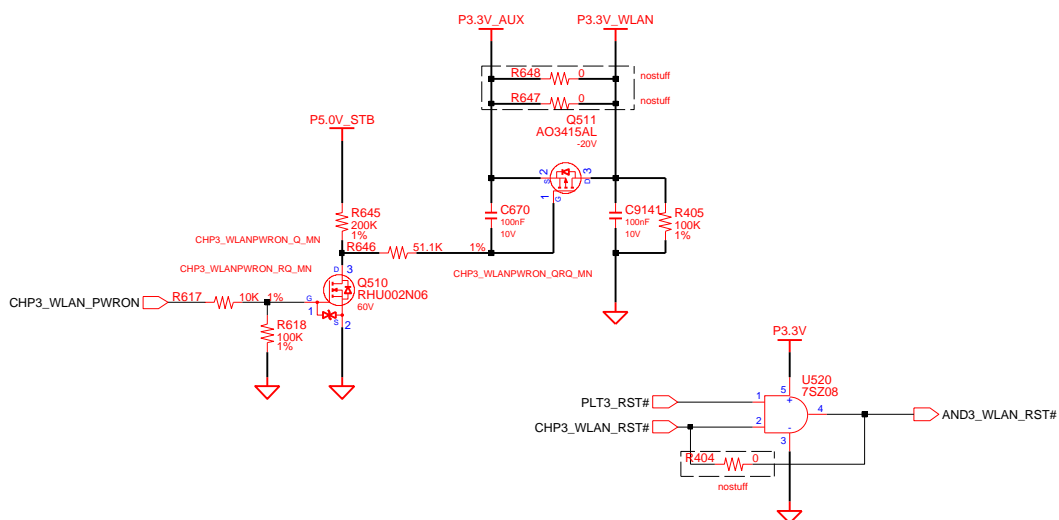 P3.3V_AUX
P3.3V_WLAN
R648 0 nostuff
R647 0 nostuff
Q511
AO3415AL
-20V
P5.0V_STB
2 S D 3
1 G
R645
200K
1%
C670
100nF
10V
C9141
100nF
10V
R405
100K
1%
CHP3_WLANPWRON_Q_MN
R646 51.1K 1%
CHP3_WLANPWRON_RQ_MN
CHP3_WLANPWRON_QRQ_MN
D 3
Q510
RHU002N06
60V
CHP3_WLAN_PWRON
R617 10K 1%
G
1
S 2
R618
100K
1%
P3.3V
U520
7SZ08
5
+
PLT3_RST# 1
4 AND3_WLAN_RST#
CHP3_WLAN_RST# 2
-
3
R404 0
nostuff